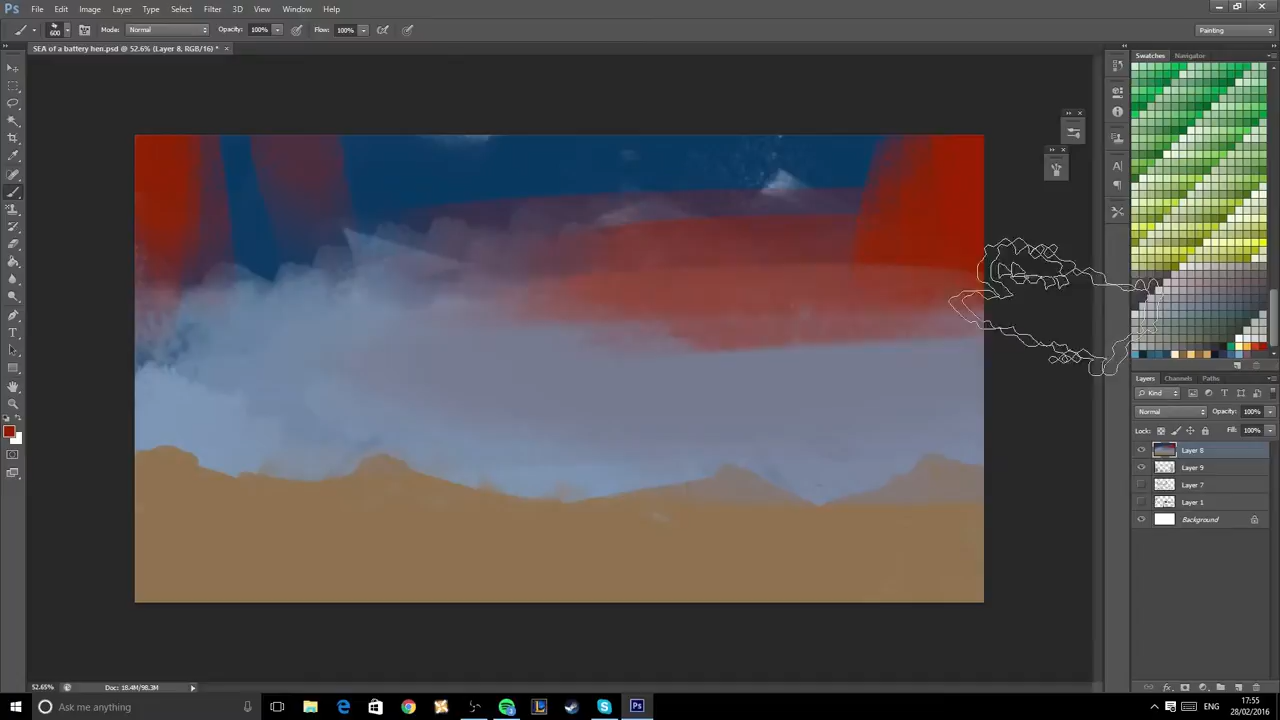 Ps File Edit Image Layer Type Select Filter 3D View Window Help
600 Mode: Normal Opacity: 100% Flow: 100% Painting
SEA of a battery hen.psd @ 52.6% (Layer 8, RGB/16) * ×
Swatches Navigator
Layers Channels Paths
Kind
Normal Opacity: 100%
Lock: Fill: 100%
Layer 8
Layer 9
Layer 7
Layer 1
Background
52.65% Doc: 18.4M/98.3M
Ask me anything
Ps
ENG
17:55
28/02/2016